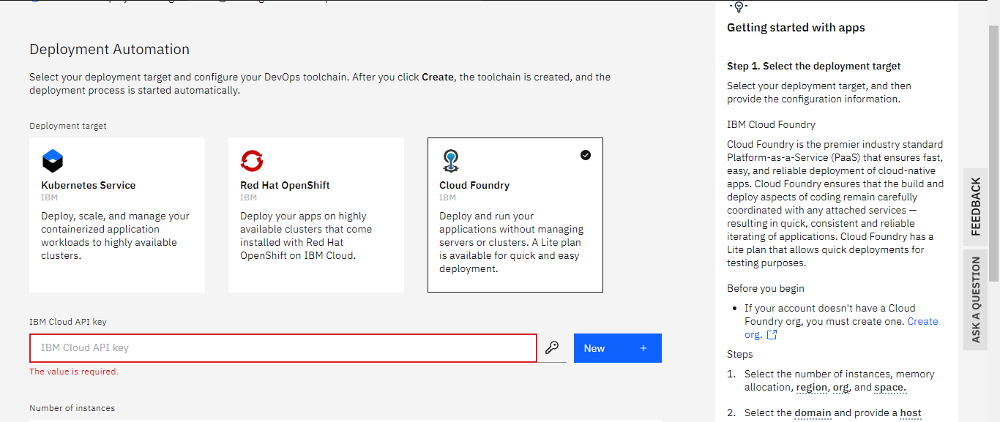 Deployment Automation
Select your deployment target and configure your DevOps toolchain. After you click Create, the toolchain is created, and the
deployment process is started automatically.
Deployment target
Kubernetes Service
IBM
Deploy, scale, and manage your
containerized application
workloads to highly available
clusters.
Red Hat OpenShift
IBM
Deploy your apps on highly
available clusters that come
installed with Red Hat
OpenShift on IBM Cloud.
Cloud Foundry
IBM
Deploy and run your
applications without managing
servers or clusters. A Lite plan
is available for quick and easy
deployment.
IBM Cloud API key
IBM Cloud API key
New +
The value is required.
Number of instances
Getting started with apps
Step 1. Select the deployment target
Select your deployment target, and then
provide the configuration information.
IBM Cloud Foundry
Cloud Foundry is the premier industry standard
Platform-as-a-Service (PaaS) that ensures fast,
easy, and reliable deployment of cloud-native
apps. Cloud Foundry ensures that the build and
deploy aspects of coding remain carefully
coordinated with any attached services —
resulting in quick, consistent and reliable
iterating of applications. Cloud Foundry has a
Lite plan that allows quick deployments for
testing purposes.
Before you begin
• If your account doesn't have a Cloud
Foundry org, you must create one. Create
org.
Steps
1. Select the number of instances, memory
allocation, region, org, and space.
2. Select the domain and provide a host
FEEDBACK
ASK A QUESTION